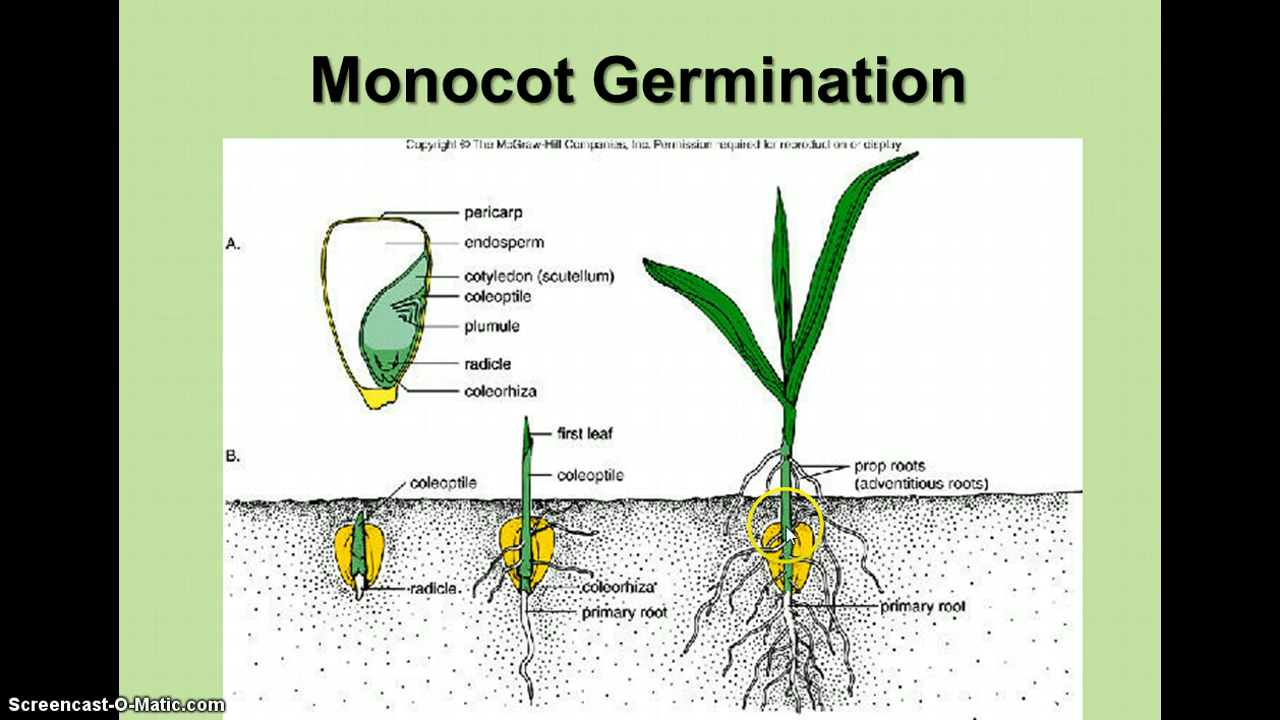 Monocot Germination
Copyright © The McGraw-Hill Companies, Inc. Permission required for reproduction or display.
A.
pericarp
endosperm
cotyledon (scutellum)
coleoptile
plumule
radicle
coleorhiza
B.
coleoptile
radicle
first leaf
coleoptile
coleorhiza
primary root
prop roots
(adventitious roots)
primary root
Screencast-O-Matic.com